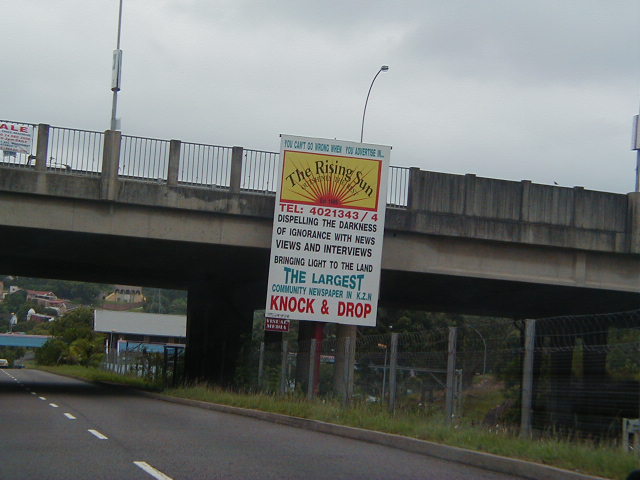 ALE
YOU CAN'T GO WRONG WHEN YOU ADVERTISE IN...
The Rising Sun
TEL: 4021343/4
DISPELLING THE DARKNESS
OF IGNORANCE WITH NEWS
VIEWS AND INTERVIEWS
BRINGING LIGHT TO THE LAND
THE LARGEST
COMMUNITY NEWSPAPER IN K.Z.N
KNOCK & DROP
VISUAL
MEDIA